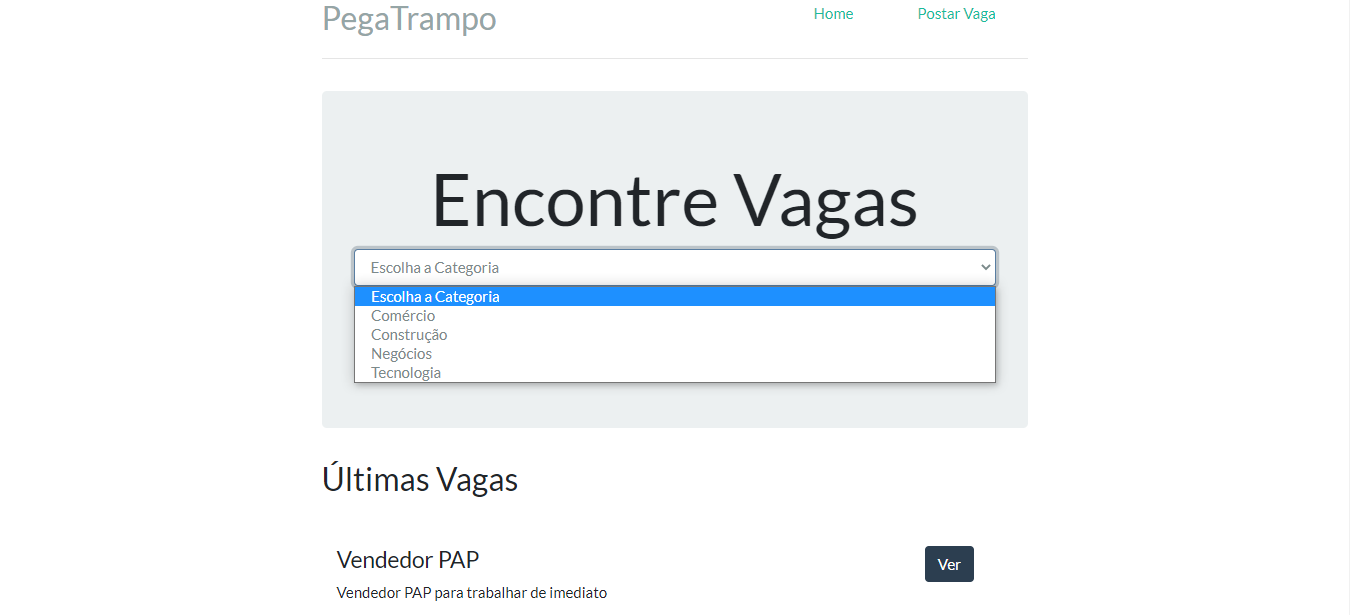 PegaTrampo
Home Postar Vaga
Encontre Vagas
Escolha a Categoria
Escolha a Categoria
Comércio
Construção
Negócios
Tecnologia
Últimas Vagas
Vendedor PAP
Ver
Vendedor PAP para trabalhar de imediato